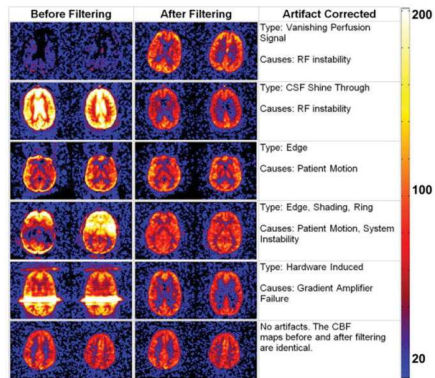 Before Filtering After Filtering Artifact Corrected
Type: Vanishing Perfusion
Signal
Causes: RF instability
Type: CSF Shine Through
Causes: RF instability
Type: Edge
Causes: Patient Motion
Type: Edge, Shading, Ring
Causes: Patient Motion, System
Instability
Type: Hardware Induced
Causes: Gradient Amplifier
Failure
No artifacts. The CBF
maps before and after filtering
are identical.
200
100
20